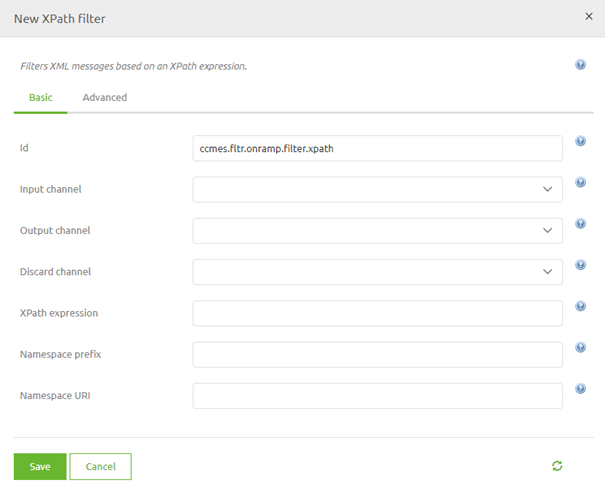 New XPath filter
Filters XML messages based on an XPath expression.
Basic Advanced
Id ccmes.fltr.onramp.filter.xpath
Input channel
Output channel
Discard channel
XPath expression
Namespace prefix
Namespace URI
Save Cancel